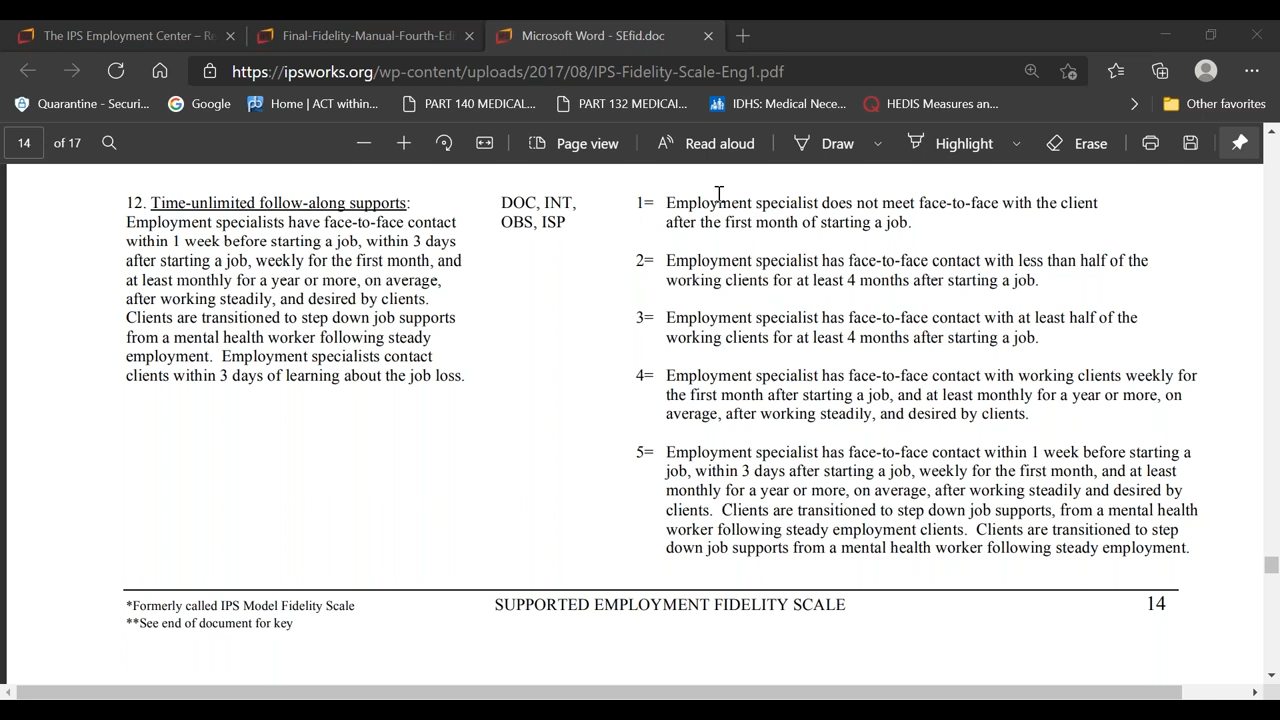 The IPS Employment Center – Re
Final-Fidelity-Manual-Fourth-Edi
Microsoft Word - SEfid.doc
https://ipsworks.org/wp-content/uploads/2017/08/IPS-Fidelity-Scale-Eng1.pdf
Quarantine - Securi... Google Home | ACT within... PART 140 MEDICAL... PART 132 MEDICAl... IDHS: Medical Nece... HEDIS Measures an... Other favorites
14 of 17 Page view Read aloud Draw Highlight Erase
12. Time-unlimited follow-along supports:
Employment specialists have face-to-face contact
within 1 week before starting a job, within 3 days
after starting a job, weekly for the first month, and
at least monthly for a year or more, on average,
after working steadily, and desired by clients.
Clients are transitioned to step down job supports
from a mental health worker following steady
employment. Employment specialists contact
clients within 3 days of learning about the job loss.
DOC, INT,
OBS, ISP
1= Employment specialist does not meet face-to-face with the client
after the first month of starting a job.
2= Employment specialist has face-to-face contact with less than half of the
working clients for at least 4 months after starting a job.
3= Employment specialist has face-to-face contact with at least half of the
working clients for at least 4 months after starting a job.
4= Employment specialist has face-to-face contact with working clients weekly for
the first month after starting a job, and at least monthly for a year or more, on
average, after working steadily, and desired by clients.
5= Employment specialist has face-to-face contact within 1 week before starting a
job, within 3 days after starting a job, weekly for the first month, and at least
monthly for a year or more, on average, after working steadily and desired by
clients. Clients are transitioned to step down job supports, from a mental health
worker following steady employment clients. Clients are transitioned to step
down job supports from a mental health worker following steady employment.
*Formerly called IPS Model Fidelity Scale
**See end of document for key
SUPPORTED EMPLOYMENT FIDELITY SCALE
14